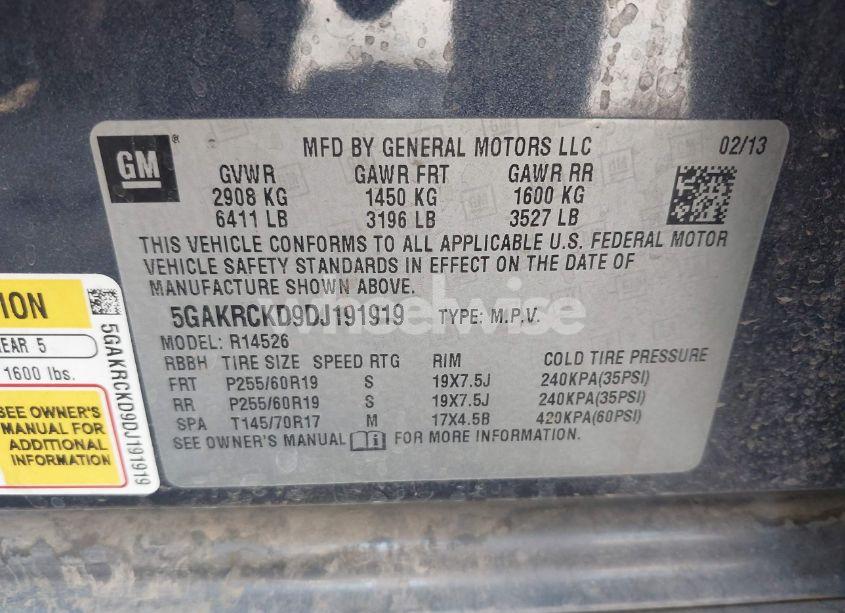 GM®
MFD BY GENERAL MOTORS LLC 02/13
GVWR GAWR FRT GAWR RR
2908 KG 1450 KG 1600 KG
6411 LB 3196 LB 3527 LB
THIS VEHICLE CONFORMS TO ALL APPLICABLE U.S. FEDERAL MOTOR
VEHICLE SAFETY STANDARDS IN EFFECT ON THE DATE OF
MANUFACTURE SHOWN ABOVE.
5GAKRCKD9DJ191919 TYPE: M.P.V.
MODEL: R14526
RBBH TIRE SIZE SPEED RTG RIM COLD TIRE PRESSURE
FRT P255/60R19 S 19X7.5J 240KPA(35PSI)
RR P255/60R19 S 19X7.5J 240KPA(35PSI)
SPA T145/70R17 M 17X4.5B 420KPA(60PSI)
SEE OWNER'S MANUAL FOR MORE INFORMATION.
wheelwise
REAR 5
1600 lbs.
SEE OWNER'S
MANUAL FOR
ADDITIONAL
INFORMATION
5GAKRCKD9DJ191919